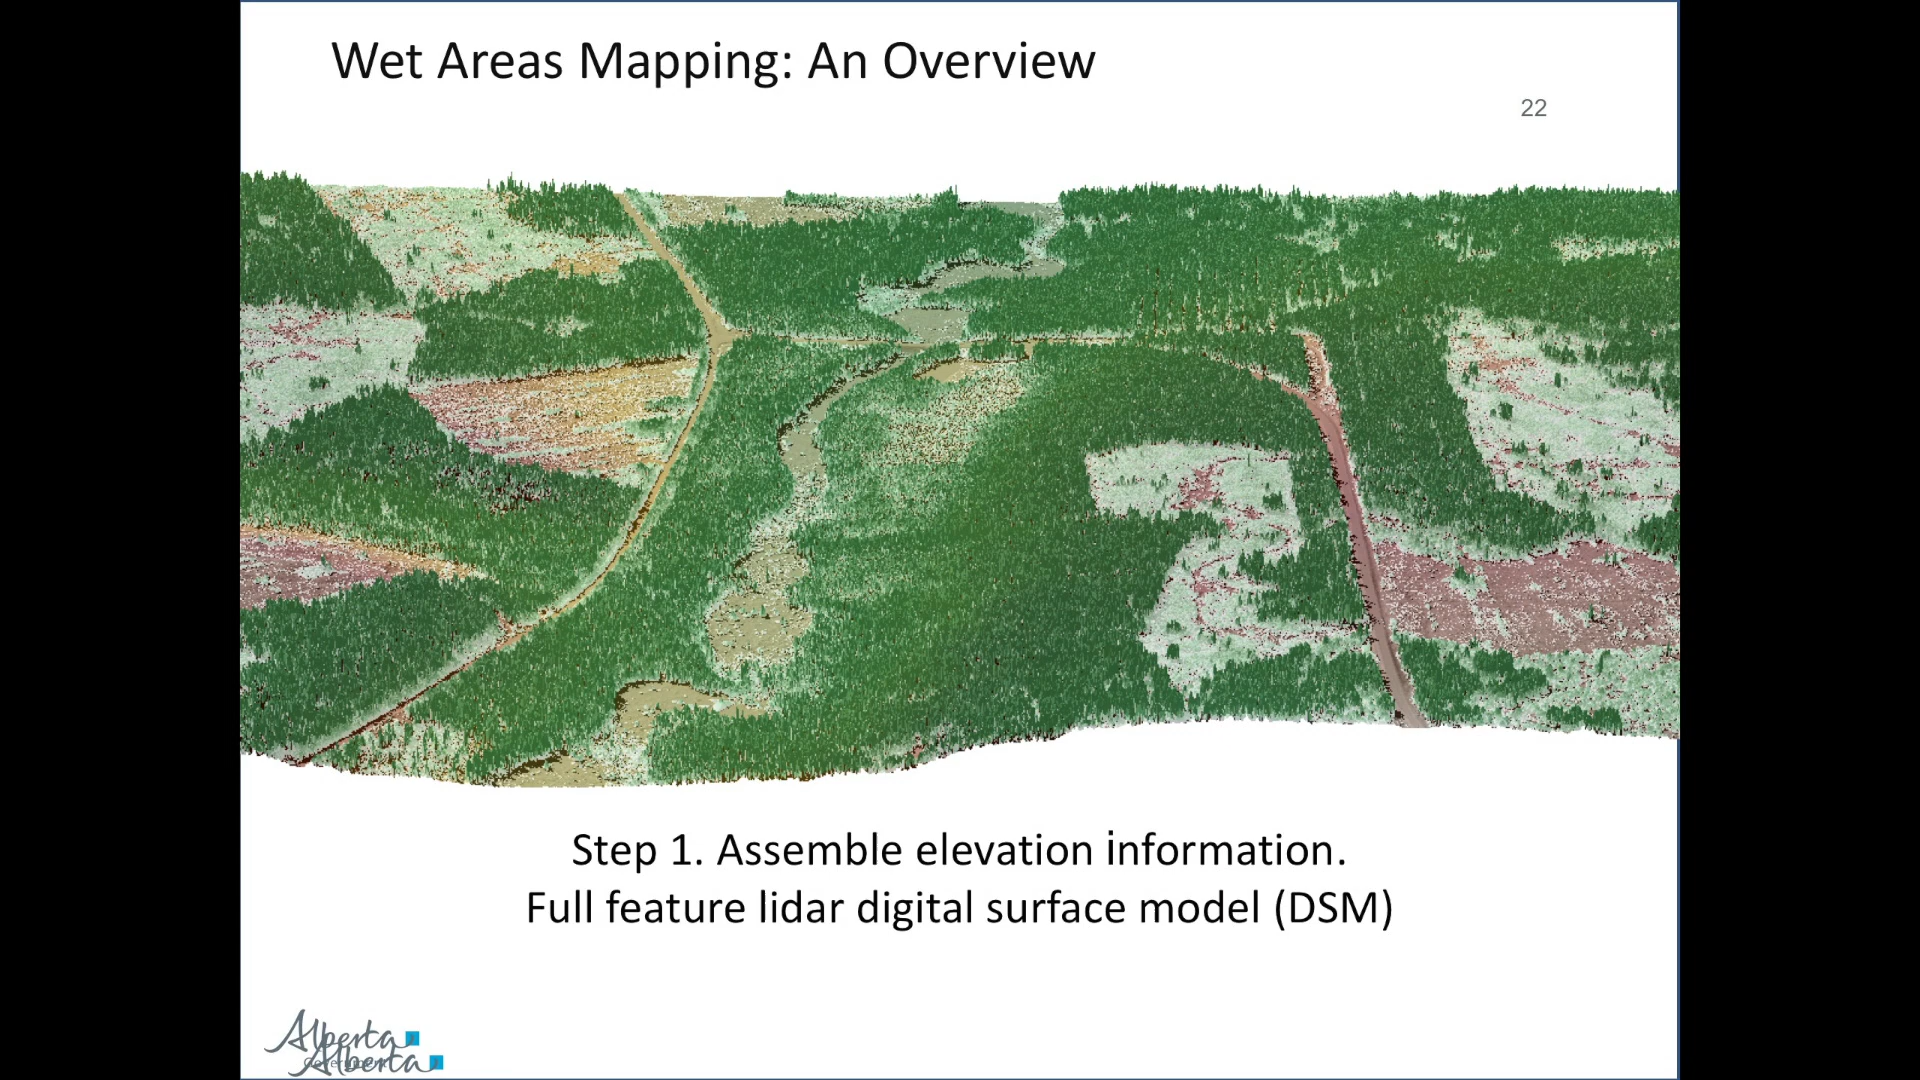 Wet Areas Mapping: An Overview
22
Step 1. Assemble elevation information.
Full feature lidar digital surface model (DSM)
Alberta
Alberta